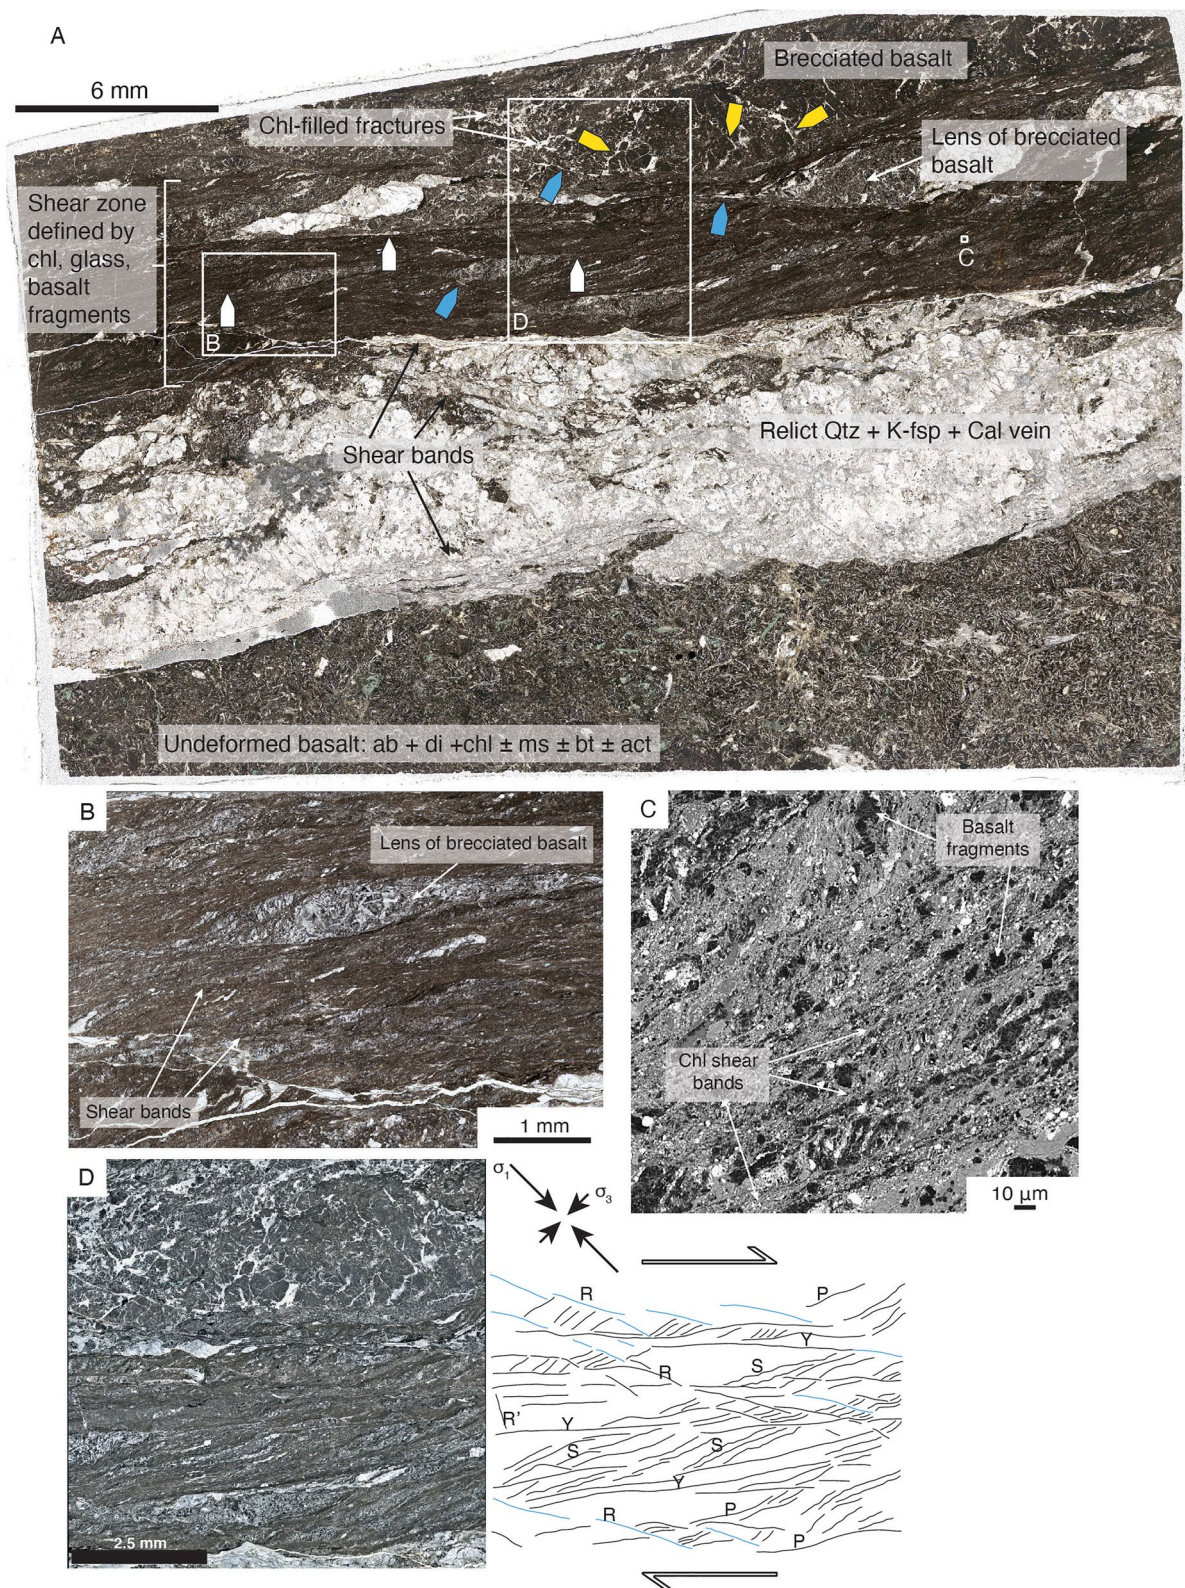 A
6 mm
Brecciated basalt
Chl-filled fractures
Lens of brecciated
basalt
Shear zone
defined by
chl, glass,
basalt
fragments
C
B
D
Relict Qtz + K-fsp + Cal vein
Shear bands
Undeformed basalt: ab + di +chl ± ms ± bt ± act
B
Lens of brecciated basalt
Shear bands
1 mm
C
Basalt
fragments
Chl shear
bands
10 µm
D
2.5 mm
σ1
σ3
R
P
Y
R
S
R'
Y
S
S
Y
R
P
P